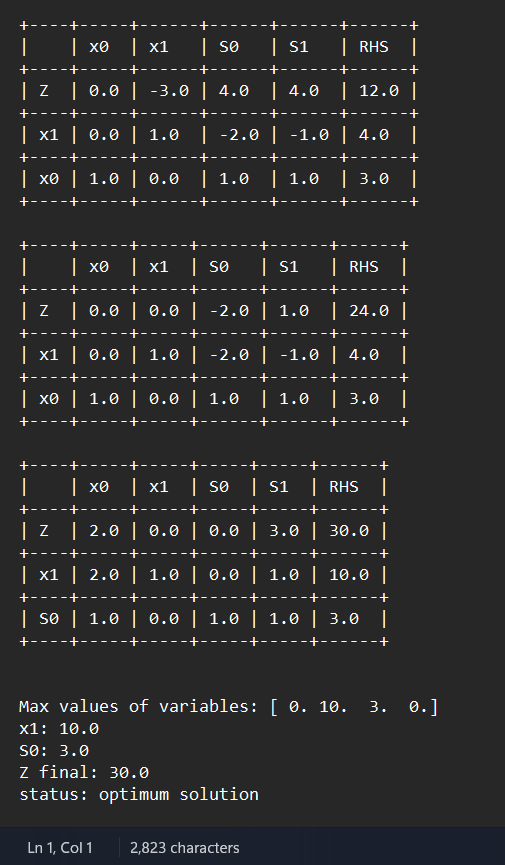 +----+-----+------+------+------+------+
|    | x0  | x1   | S0   | S1   | RHS  |
+----+-----+------+------+------+------+
| Z  | 0.0 | -3.0 | 4.0  | 4.0  | 12.0 |
+----+-----+------+------+------+------+
| x1 | 0.0 | 1.0  | -2.0 | -1.0 | 4.0  |
+----+-----+------+------+------+------+
| x0 | 1.0 | 0.0  | 1.0  | 1.0  | 3.0  |
+----+-----+------+------+------+------+
+----+-----+-----+------+------+------+
|    | x0  | x1  | S0   | S1   | RHS  |
+----+-----+-----+------+------+------+
| Z  | 0.0 | 0.0 | -2.0 | 1.0  | 24.0 |
+----+-----+-----+------+------+------+
| x1 | 0.0 | 1.0 | -2.0 | -1.0 | 4.0  |
+----+-----+-----+------+------+------+
| x0 | 1.0 | 0.0 | 1.0  | 1.0  | 3.0  |
+----+-----+-----+------+------+------+
+----+-----+-----+-----+-----+------+
|    | x0  | x1  | S0  | S1  | RHS  |
+----+-----+-----+-----+-----+------+
| Z  | 2.0 | 0.0 | 0.0 | 3.0 | 30.0 |
+----+-----+-----+-----+-----+------+
| x1 | 2.0 | 1.0 | 0.0 | 1.0 | 10.0 |
+----+-----+-----+-----+-----+------+
| S0 | 1.0 | 0.0 | 1.0 | 1.0 | 3.0  |
+----+-----+-----+-----+-----+------+
Max values of variables: [ 0. 10.  3.  0.]
x1: 10.0
S0: 3.0
Z final: 30.0
status: optimum solution
Ln 1, Col 1 2,823 characters